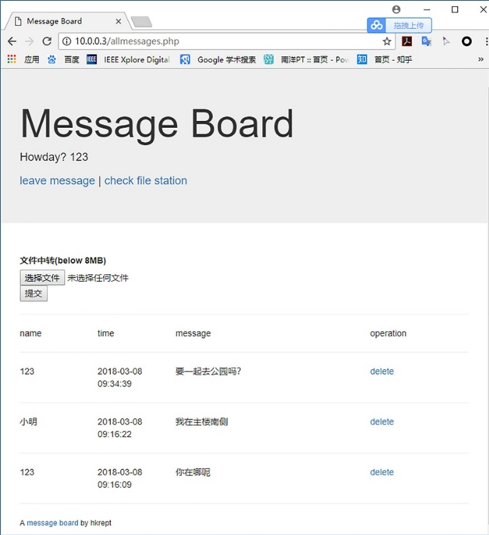 Message Board
10.0.0.3/allmessages.php
拖拽上传
应用 百度 IEEE Xplore Digital Google 学术搜索 南洋PT :: 首页 - Pow 首页 - 知乎 »
Message Board
Howday? 123
leave message | check file station
文件中转(below 8MB)
选择文件 未选择任何文件
提交
name time message operation
123 2018-03-08 要一起去公园吗? delete
09:34:39
小明 2018-03-08 我在主楼南侧 delete
09:16:22
123 2018-03-08 你在哪呢 delete
09:16:09
A message board by hkrept